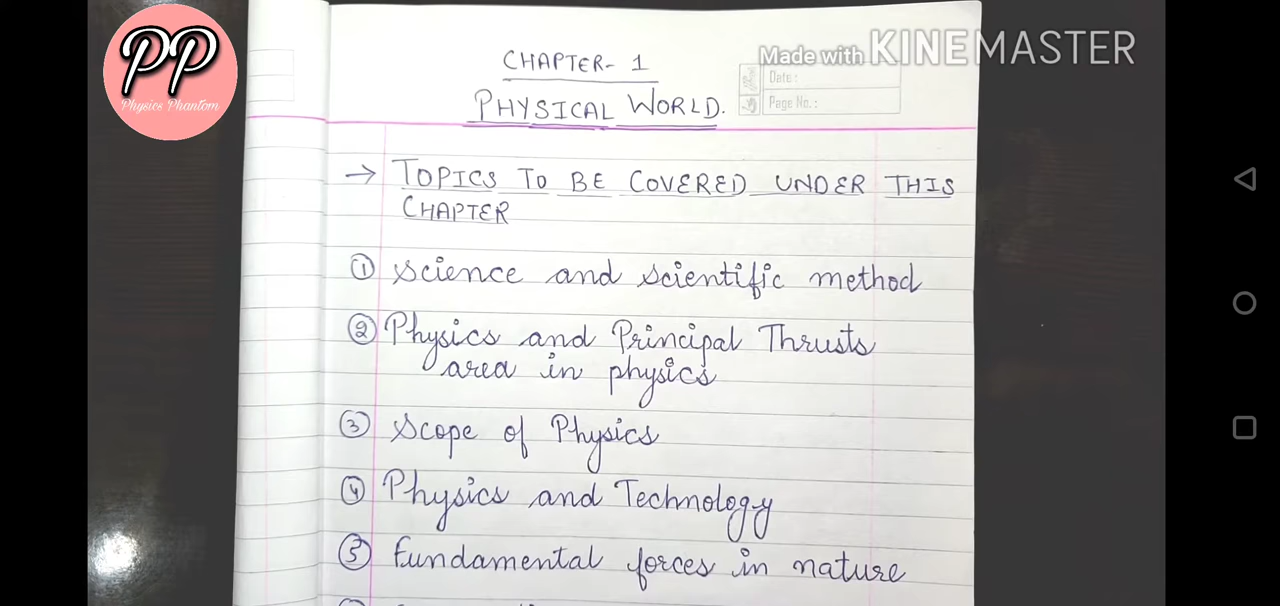 PP
Physics Phantom
Made with KINEMASTER
CHAPTER- 1
Date :
PHYSICAL WORLD.
Page No. :
→ TOPICS TO BE COVERED UNDER THIS
CHAPTER
① Science and scientific method
② Physics and Principal Thrusts
area in physics
③ Scope of Physics
④ Physics and Technology
⑤ Fundamental forces in nature